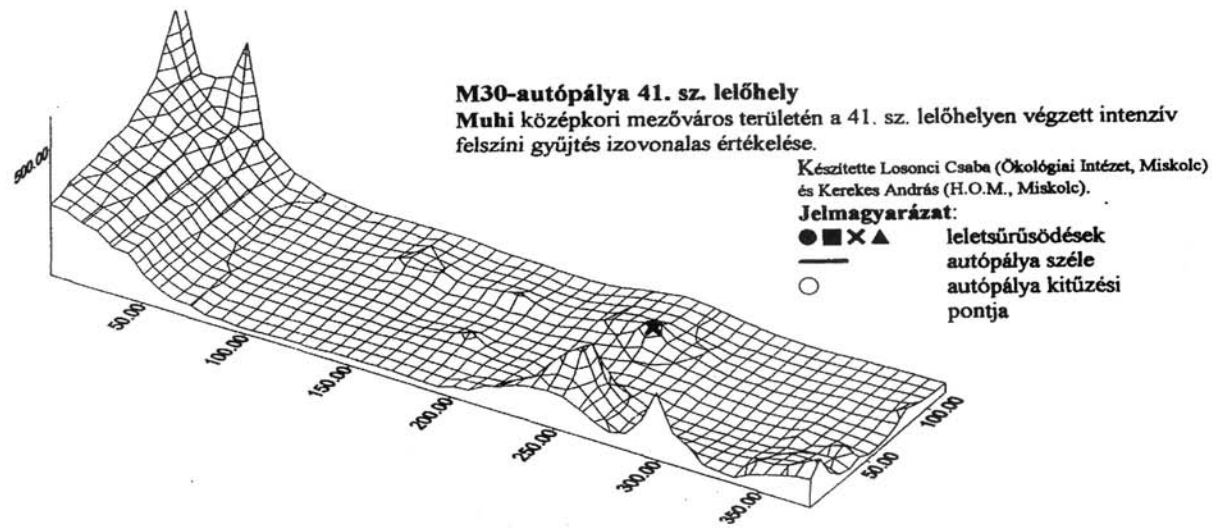 M30-autópálya 41. sz. lelőhely
Muhi középkori mezőváros területén a 41. sz. lelőhelyen végzett intenzív
felszíni gyűjtés izovonalas értékelése.
Készítette Losonci Csaba (Ökológiai Intézet, Miskolc)
és Kerekes András (H.O.M., Miskolc).
Jelmagyarázat:
leletsűrűsödések
autópálya széle
autópálya kitűzési
pontja
500.00
50.00
100.00
150.00
200.00
250.00
300.00
350.00
50.00
100.00